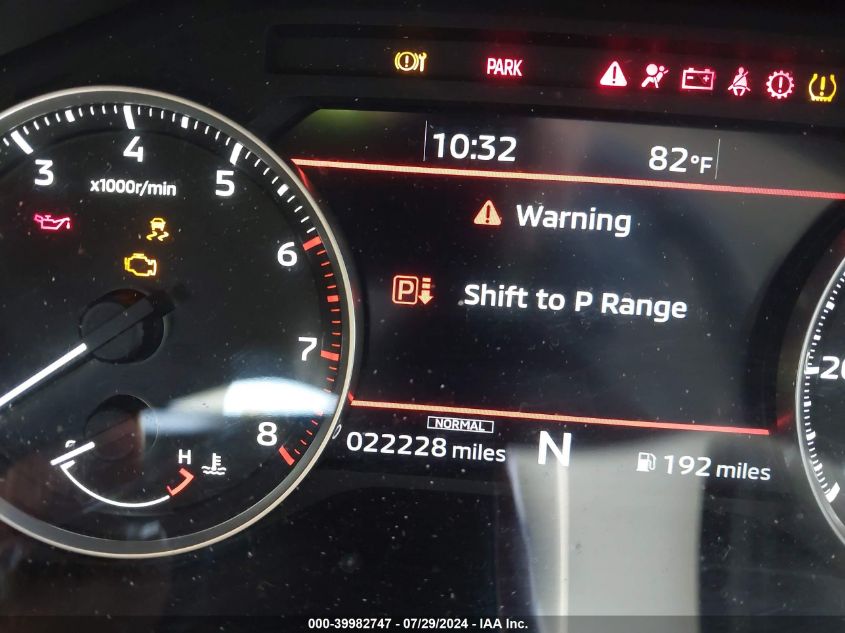 PARK
10:32 82°F
3 4 5 6 7 8
x1000r/min
Warning
P Shift to P Range
20
H
NORMAL
022228 miles N 192 miles
000-39982747 - 07/29/2024 - IAA Inc.